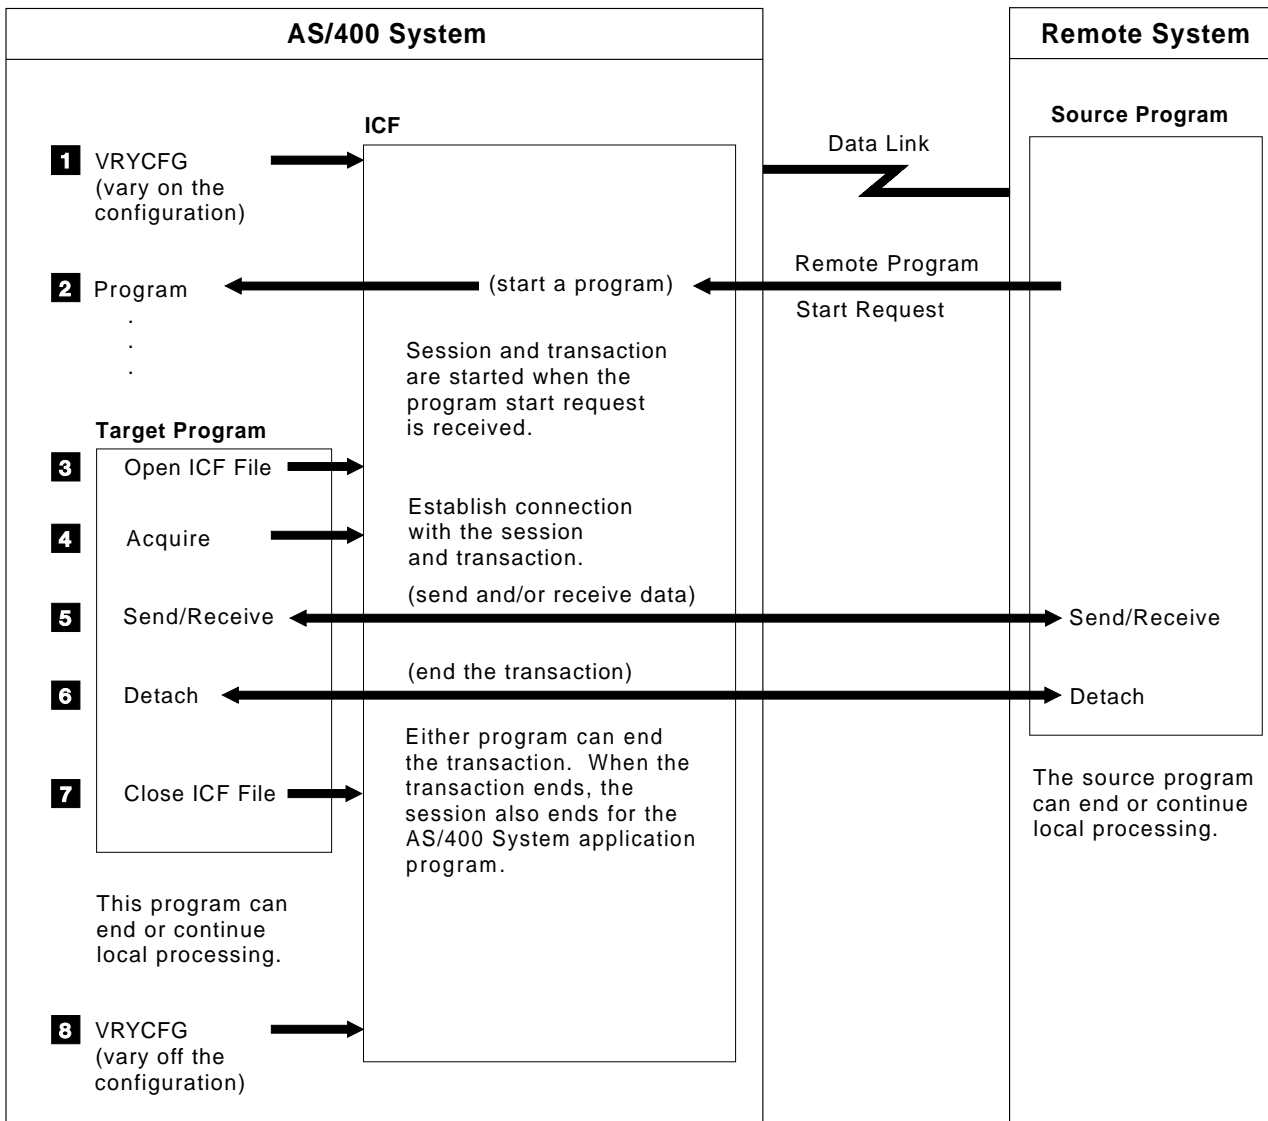 AS/400 System
Remote System
ICF
Source Program
Data Link
1 VRYCFG
(vary on the
configuration)
Remote Program
2 Program
(start a program)
Start Request
.
.
.
Session and transaction
are started when the
program start request
is received.
Target Program
3 Open ICF File
4 Acquire
Establish connection
with the session
and transaction.
(send and/or receive data)
5 Send/Receive
Send/Receive
(end the transaction)
6 Detach
Detach
Either program can end
the transaction. When the
transaction ends, the
session also ends for the
AS/400 System application
program.
7 Close ICF File
The source program
can end or continue
local processing.
This program can
end or continue
local processing.
8 VRYCFG
(vary off the
configuration)